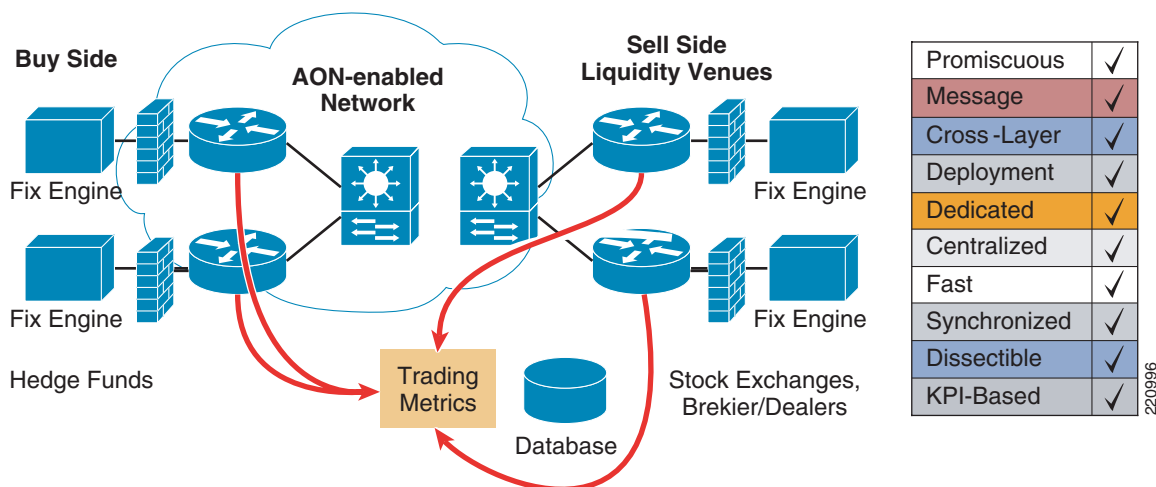 Buy Side
AON-enabled
Network
Sell Side
Liquidity Venues
Fix Engine
Fix Engine
Fix Engine
Fix Engine
Hedge Funds
Trading
Metrics
Database
Stock Exchanges,
Brekier/Dealers
Promiscuous ✓
Message ✓
Cross-Layer ✓
Deployment ✓
Dedicated ✓
Centralized ✓
Fast ✓
Synchronized ✓
Dissectible ✓
KPI-Based ✓
220996